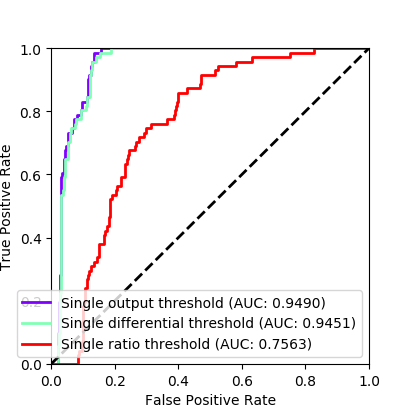 1.0
0.8
0.6
0.4
0.2
0.0
True Positive Rate
Single output threshold (AUC: 0.9490)
Single differential threshold (AUC: 0.9451)
Single ratio threshold (AUC: 0.7563)
0.0 0.2 0.4 0.6 0.8 1.0
False Positive Rate